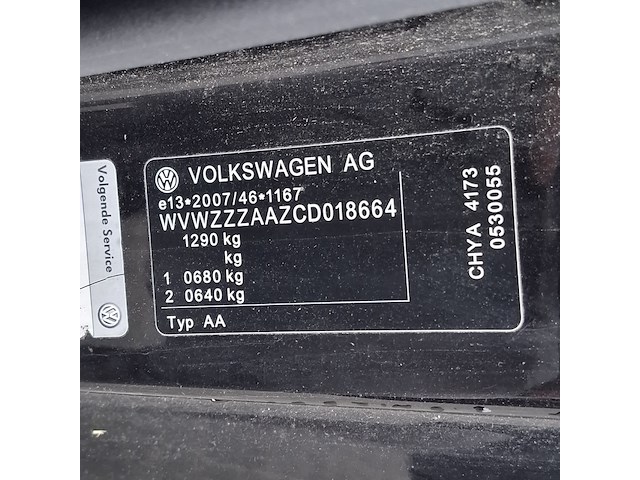 VOLKSWAGEN AG
e13*2007/46*1167
WVWZZZAAZCD018664
1290 kg
kg
1 0680 kg
2 0640 kg
Typ AA
CHYA 4173
0530055
Volgende Service